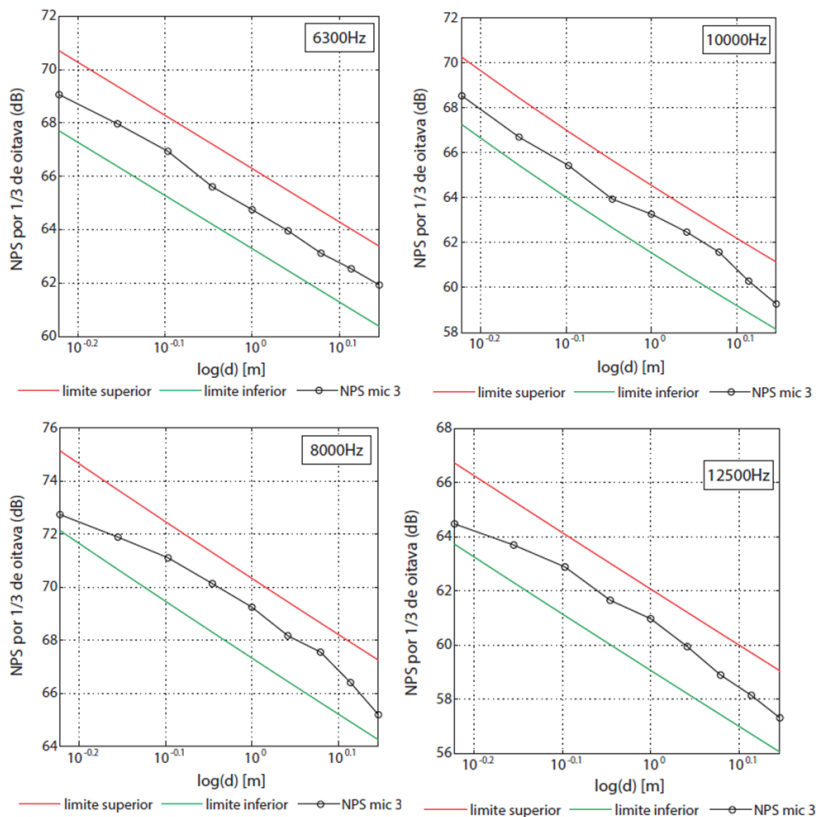 6300Hz
NPS por 1/3 de oitava (dB)
72
70
68
66
64
62
60
10^-0.2
10^-0.1
10^0
10^0.1
log(d) [m]
limite superior
limite inferior
NPS mic 3
10000Hz
NPS por 1/3 de oitava (dB)
72
70
68
66
64
62
60
58
10^-0.2
10^-0.1
10^0
10^0.1
log(d) [m]
limite superior
limite inferior
NPS mic 3
8000Hz
NPS por 1/3 de oitava (dB)
76
74
72
70
68
66
64
10^-0.2
10^-0.1
10^0
10^0.1
log(d) [m]
limite superior
limite inferior
NPS mic 3
12500Hz
NPS por 1/3 de oitava (dB)
68
66
64
62
60
58
56
10^-0.2
10^-0.1
10^0
10^0.1
log(d) [m]
limite superior
limite inferior
NPS mic 3